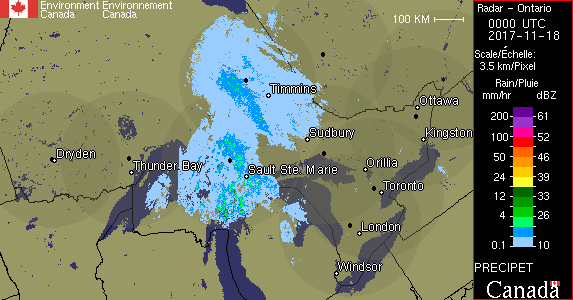 Environment Environnement
Canada Canada
100 KM
Timmins
Ottawa
Sudbury
Kingston
Dryden
Thunder Bay
Sault Ste. Marie
Orillia
Toronto
London
Windsor
Radar - Ontario
0000 UTC
2017-11-18
Scale/Échelle:
3.5 km/Pixel
Rain/Pluie
mm/hr dBZ
200 61
100 52
50 46
24 39
12 33
4 26
0.1 10
PRECIPET
Canada